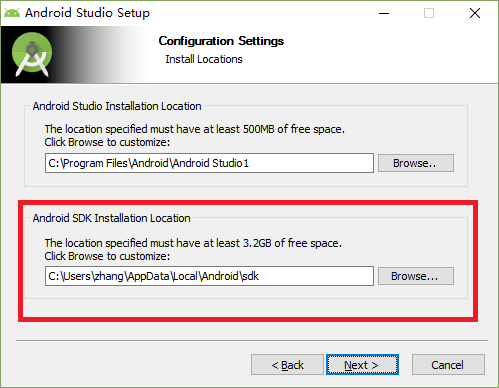 Android Studio Setup
Configuration Settings
Install Locations
Android Studio Installation Location
The location specified must have at least 500MB of free space.
Click Browse to customize:
C:\Program Files\Android\Android Studio1
Browse..
Android SDK Installation Location
The location specified must have at least 3.2GB of free space.
Click Browse to customize:
C:\Users\zhang\AppData\Local\Android\sdk
Browse...
< Back
Next >
Cancel